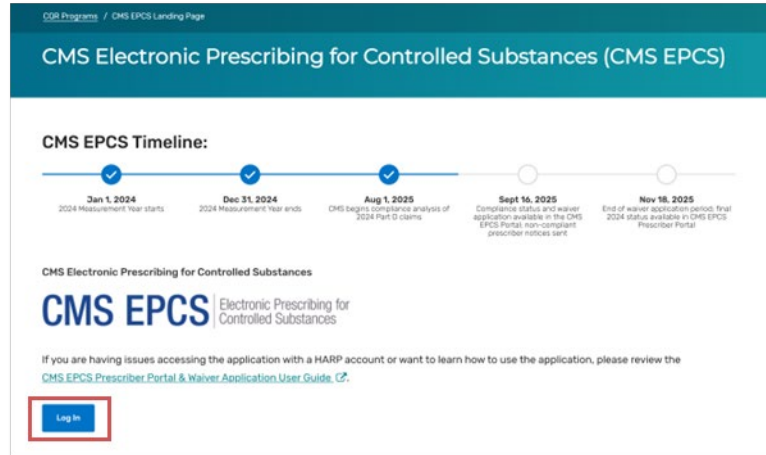 CQR Programs / CMS EPCS Landing Page
CMS Electronic Prescribing for Controlled Substances (CMS EPCS)
CMS EPCS Timeline:
Jan 1, 2024
2024 Measurement Year starts
Dec 31, 2024
2024 Measurement Year ends
Aug 1, 2025
CMS begins compliance analysis of
2024 Part D claims
Sept 16, 2025
Compliance status and waiver
application available in the CMS
EPCS Portal; non-compliant
prescriber notices sent
Nov 18, 2025
End of waiver application period; final
2024 status available in CMS EPCS
Prescriber Portal
CMS Electronic Prescribing for Controlled Substances
CMS EPCS Electronic Prescribing for
Controlled Substances
If you are having issues accessing the application with a HARP account or want to learn how to use the application, please review the
CMS EPCS Prescriber Portal & Waiver Application User Guide.
Log In